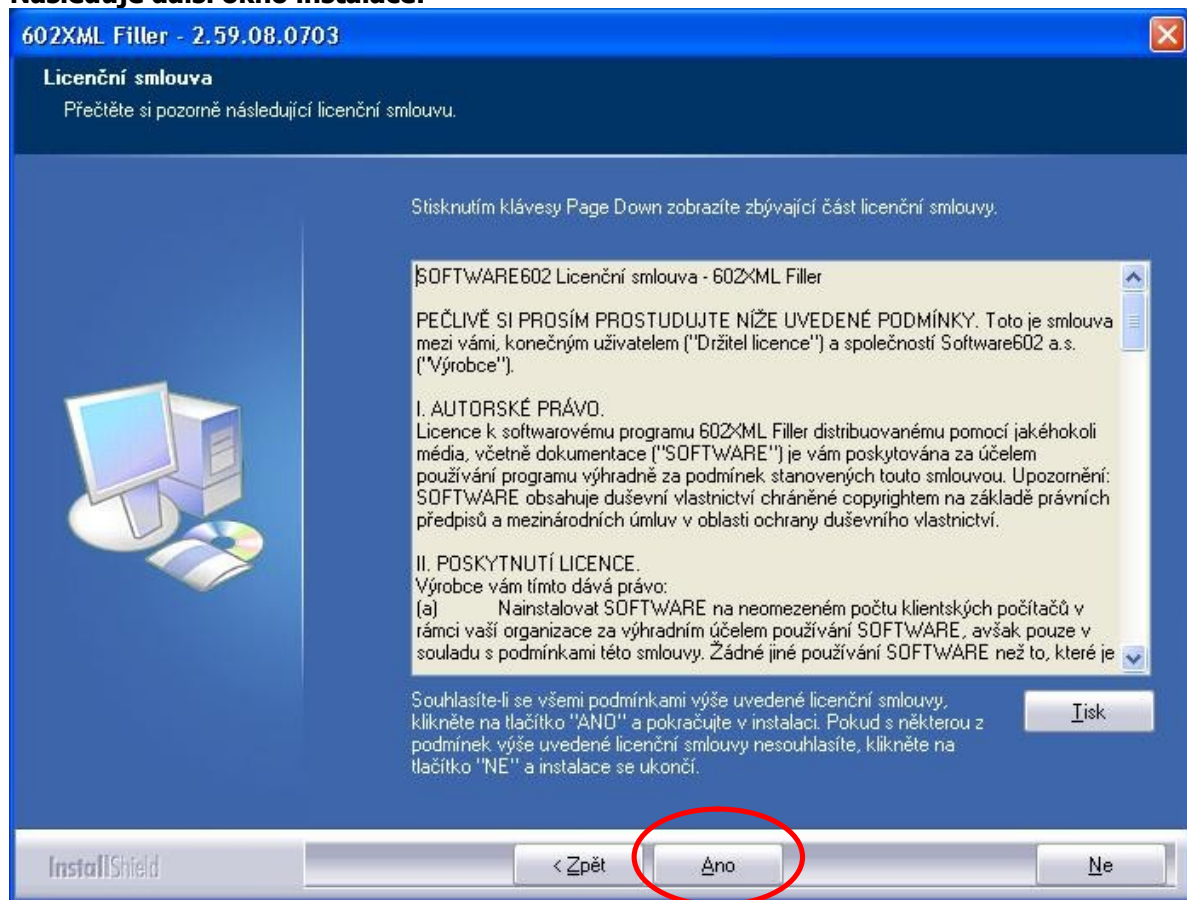 Následuje další okno instalace.
602XML Filler - 2.59.08.0703
Licenční smlouva
Přečtěte si pozorně následující licenční smlouvu.
Stisknutím klávesy Page Down zobrazíte zbývající část licenční smlouvy.
SOFTWARE602 Licenční smlouva - 602XML Filler
PEČLIVĚ SI PROSÍM PROSTUDUJTE NÍŽE UVEDENÉ PODMÍNKY. Toto je smlouva
mezi vámi, konečným uživatelem ("Držitel licence") a společností Software602 a.s.
("Výrobce").
I. AUTORSKÉ PRÁVO.
Licence k softwarovému programu 602XML Filler distribuovanému pomocí jakéhokoli
média, včetně dokumentace ("SOFTWARE") je vám poskytována za účelem
používání programu výhradně za podmínek stanovených touto smlouvou. Upozornění:
SOFTWARE obsahuje duševní vlastnictví chráněné copyrightem na základě právních
předpisů a mezinárodních úmluv v oblasti ochrany duševního vlastnictví.
II. POSKYTNUTÍ LICENCE.
Výrobce vám tímto dává právo:
(a) Nainstalovat SOFTWARE na neomezeném počtu klientských počítačů v
rámci vaší organizace za výhradním účelem používání SOFTWARE, avšak pouze v
souladu s podmínkami této smlouvy. Žádné jiné používání SOFTWARE než to, které je
Souhlasíte-li se všemi podmínkami výše uvedené licenční smlouvy,
klikněte na tlačítko "ANO" a pokračujte v instalaci. Pokud s některou z
podmínek výše uvedené licenční smlouvy nesouhlasíte, klikněte na
tlačítko "NE" a instalace se ukončí.
Tisk
InstallShield
< Zpět
Ano
Ne